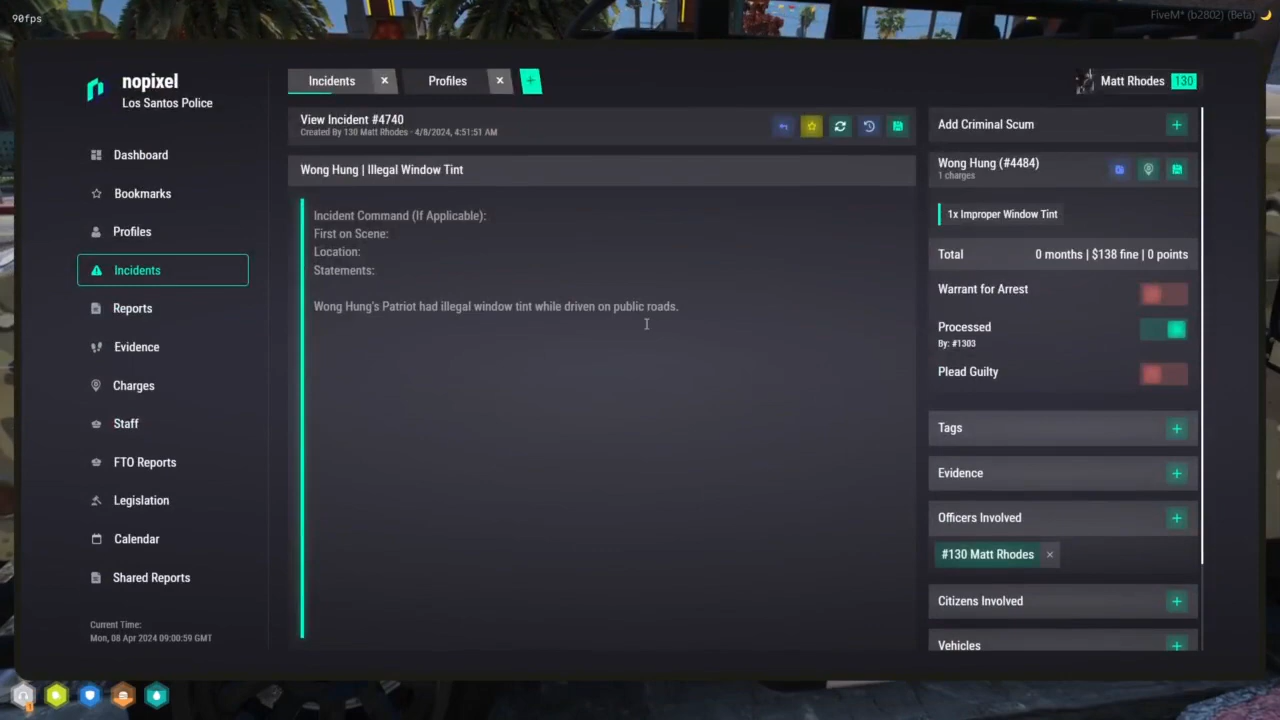 90fps
FiveM* (b2802) (Beta)
nopixel
Los Santos Police
Incidents
Profiles
Matt Rhodes 130
Dashboard
Bookmarks
Profiles
Incidents
Reports
Evidence
Charges
Staff
FTO Reports
Legislation
Calendar
Shared Reports
Current Time:
Mon, 08 Apr 2024 09:00:59 GMT
View Incident #4740
Created By 130 Matt Rhodes · 4/8/2024, 4:51:51 AM
Wong Hung | Illegal Window Tint
Incident Command (If Applicable):
First on Scene:
Location:
Statements:
Wong Hung's Patriot had illegal window tint while driven on public roads.
Add Criminal Scum
Wong Hung (#4484)
1 charges
1x Improper Window Tint
Total 0 months | $138 fine | 0 points
Warrant for Arrest
Processed
By: #1303
Plead Guilty
Tags
Evidence
Officers Involved
#130 Matt Rhodes
Citizens Involved
Vehicles